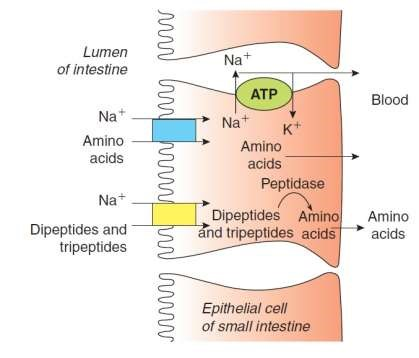 Lumen
of intestine
Na+
ATP
Blood
Na+
Na+
K+
Amino
acids
Amino
acids
Peptidase
Na+
Dipeptides and
tripeptides
Dipeptides
and tripeptides
Amino
acids
Amino
acids
Epithelial cell
of small intestine